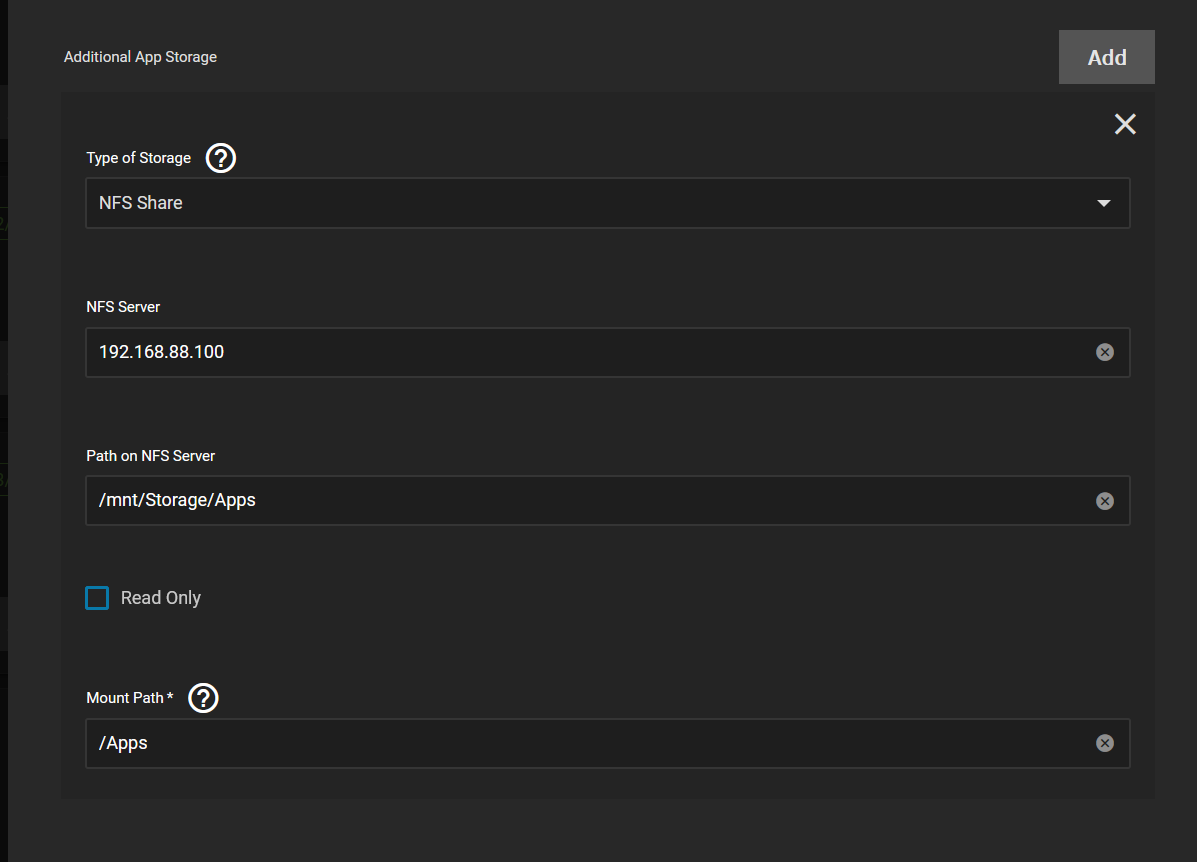 Additional App Storage
Add
Type of Storage
NFS Share
NFS Server
192.168.88.100
Path on NFS Server
/mnt/Storage/Apps
Read Only
Mount Path *
/Apps